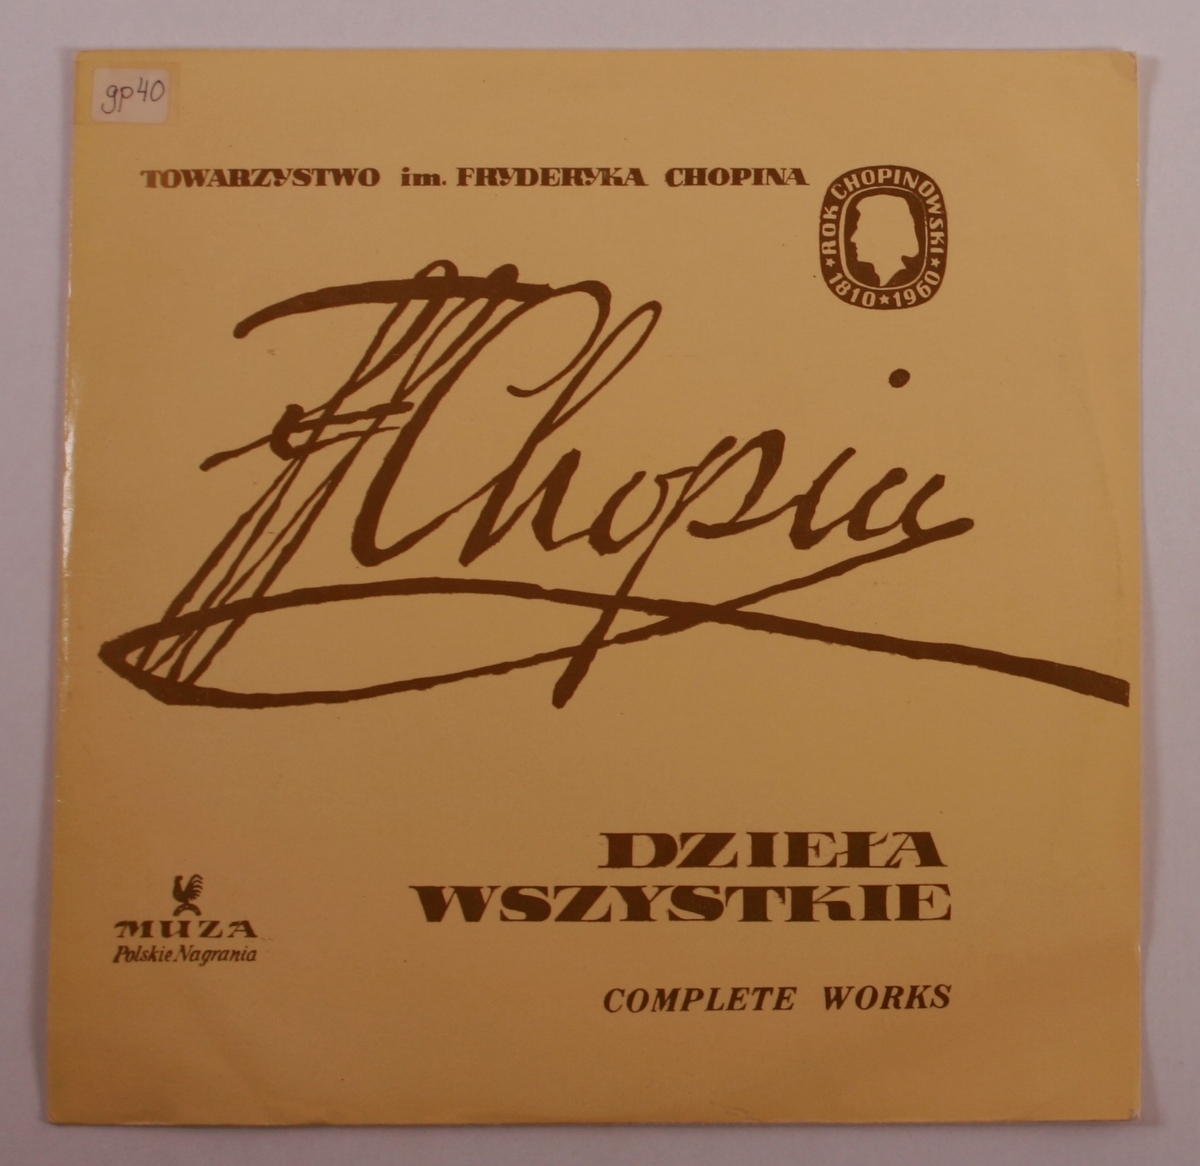 gp40
TOWARZYSTWO im. FRYDERYKA CHOPINA
ROK CHOPINOWSKI
1810 ★ 1960
FChopin
DZIEŁA
WSZYSTKIE
MUZA
Polskie Nagrania
COMPLETE WORKS